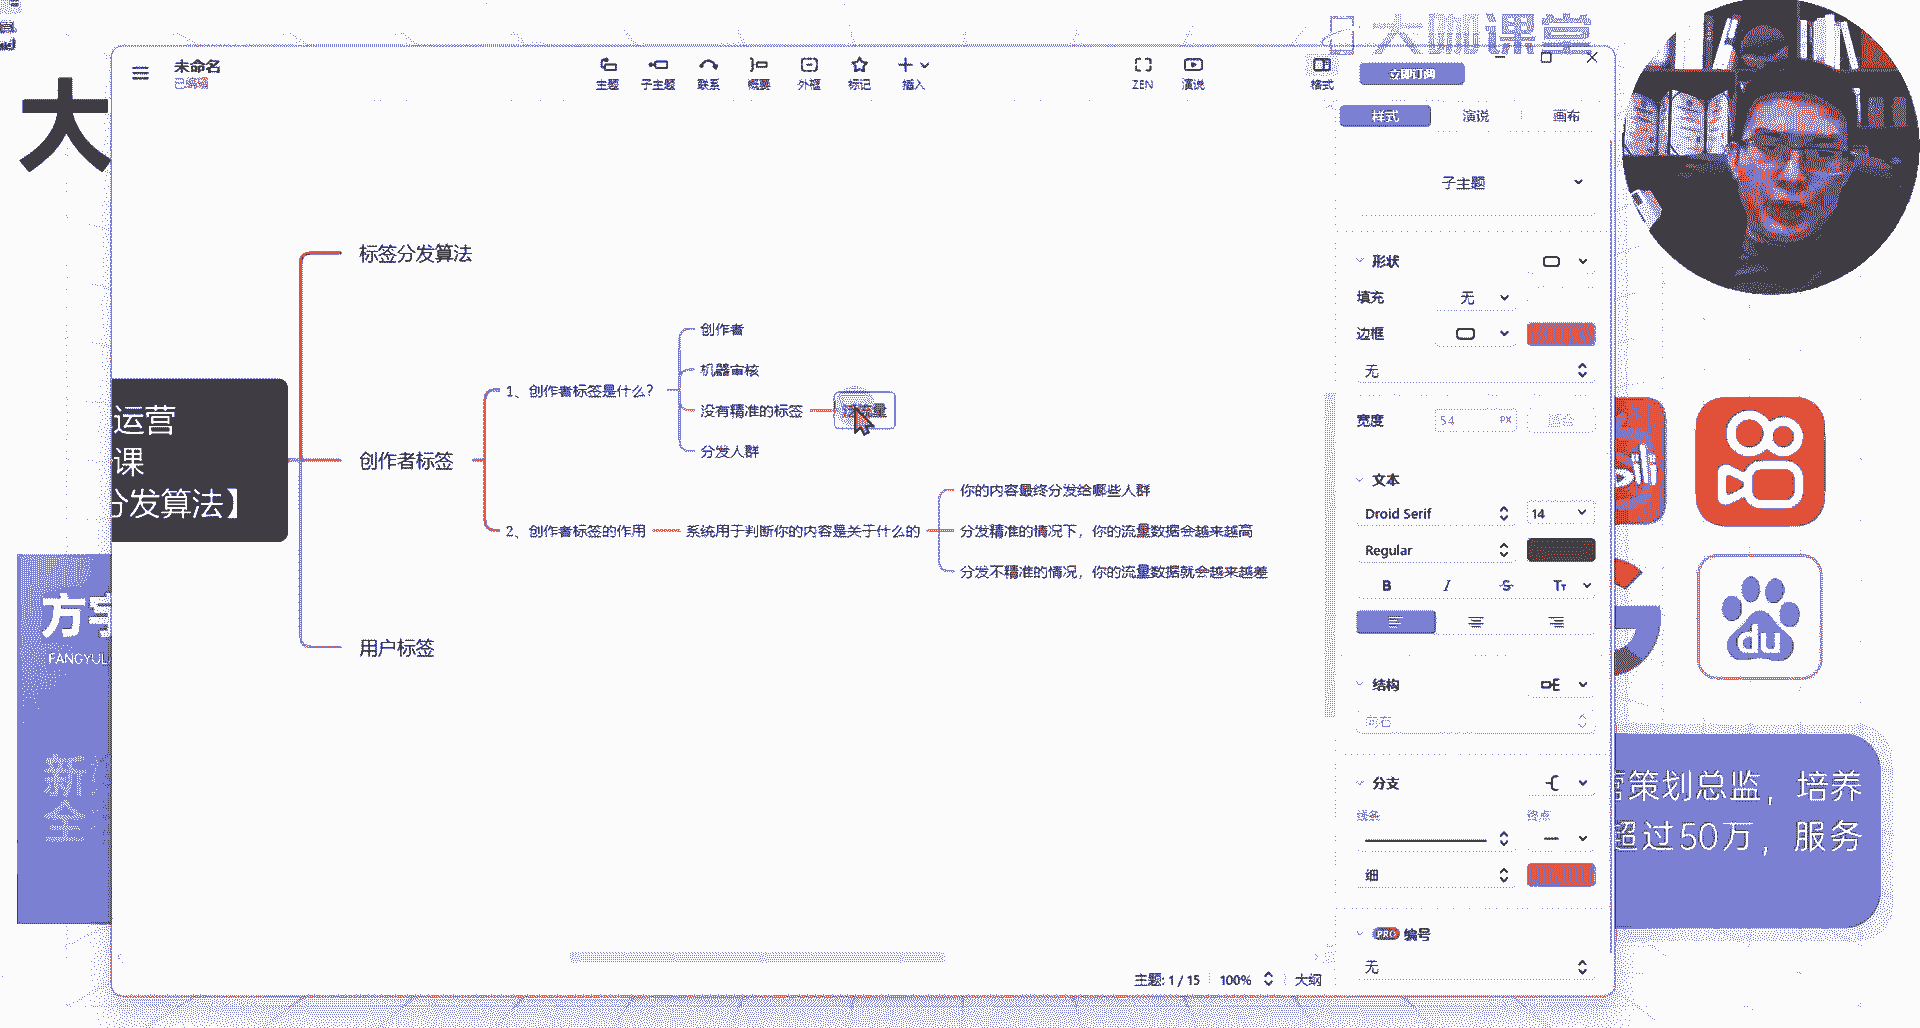 大咖课堂
大
未命名
已编辑
主题
子主题
联系
概要
外框
标记
插入
ZEN
演说
格式
立即订阅
样式
演说
画布
子主题
标签分发算法
创作者标签
用户标签
运营
课
分发算法】
1、创作者标签是什么?
创作者
机器审核
没有精准的标签
泛流量
分发人群
2、创作者标签的作用
系统用于判断你的内容是关于什么的
你的内容最终分发给哪些人群
分发精准的情况下，你的流量数据会越来越高
分发不精准的情况，你的流量数据就会越来越差
形状
填充
无
边框
无
宽度
54
PX
适合
文本
Droid Serif
14
Regular
B
I
S
Tт
结构
向右
分支
线条
终点
细
PRO 编号
无
主题: 1 / 15
100%
大纲
方宇
FANGYUL
新
全
du
营策划总监，培养
超过50万，服务